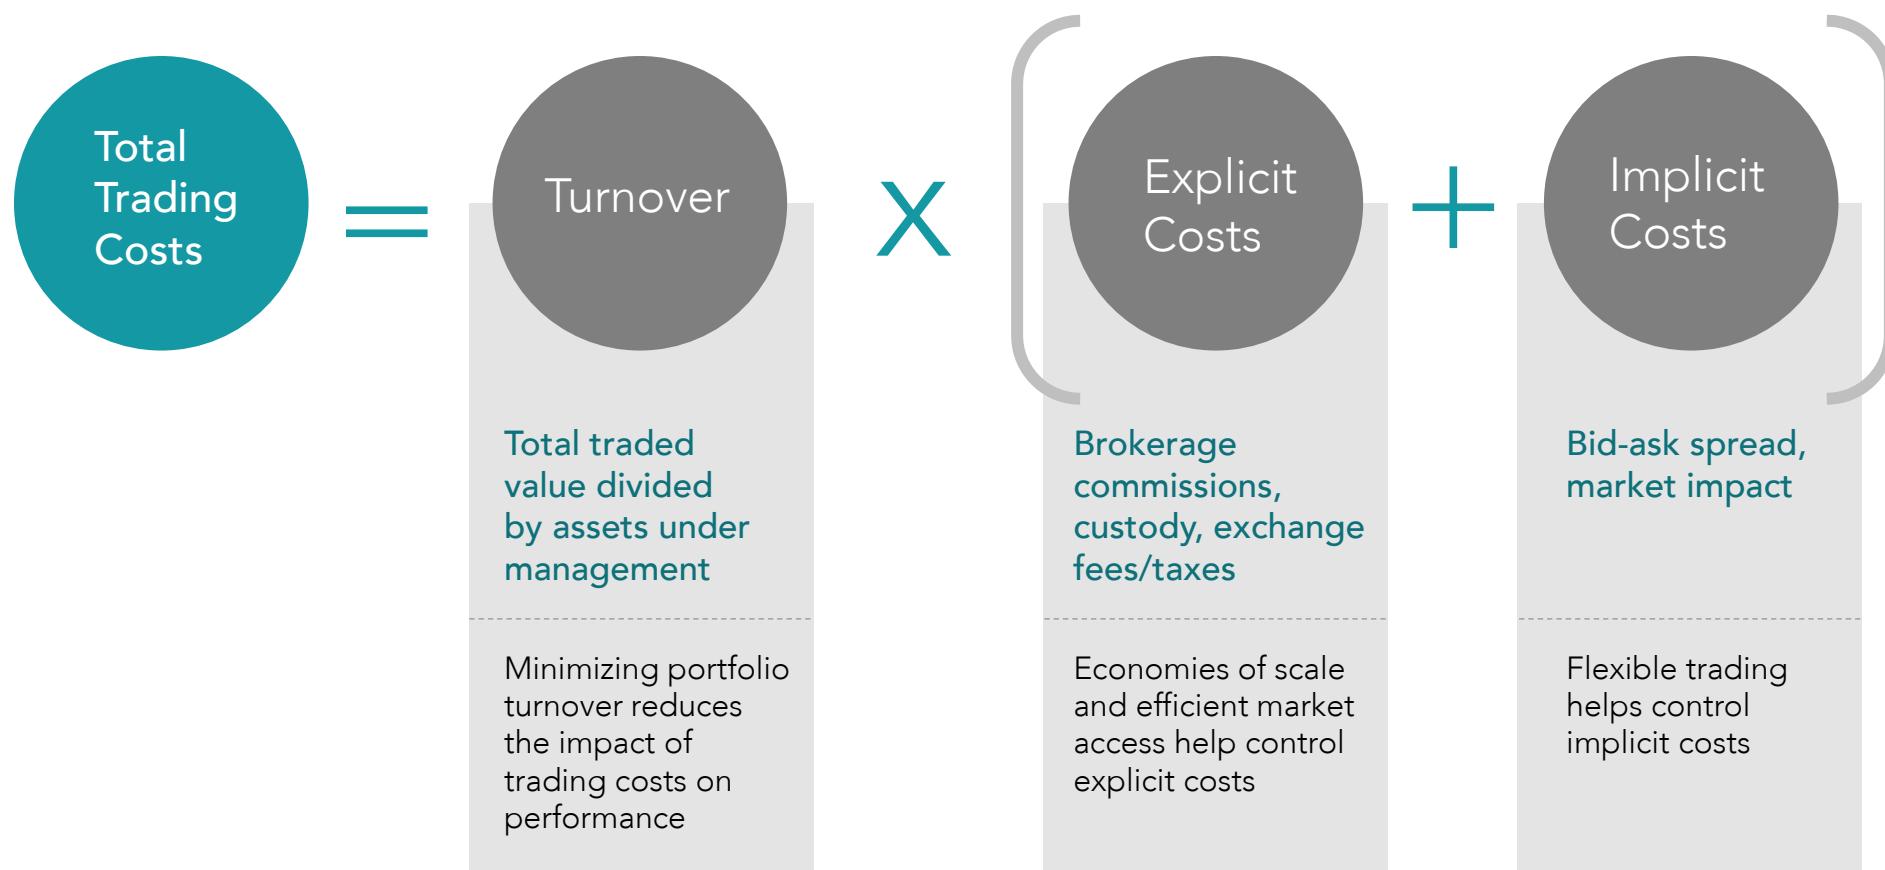 Total
Trading
Costs
=
Turnover
X
(
Explicit
Costs
+
Implicit
Costs
)
Total traded
value divided
by assets under
management
Minimizing portfolio
turnover reduces
the impact of
trading costs on
performance
Brokerage
commissions,
custody, exchange
fees/taxes
Economies of scale
and efficient market
access help control
explicit costs
Bid-ask spread,
market impact
Flexible trading
helps control
implicit costs